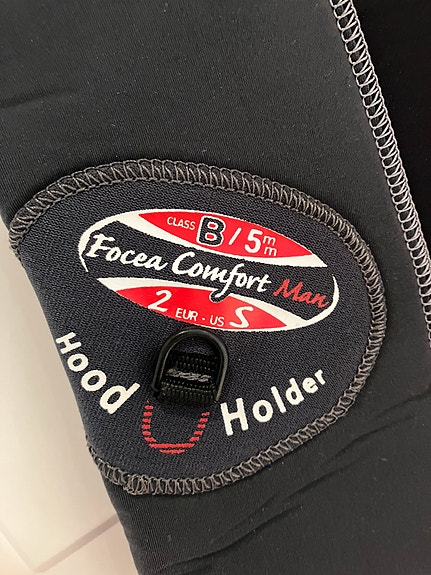 CLASS B / 5mm
Focea Comfort Man
2 EUR - US S
Hood Holder